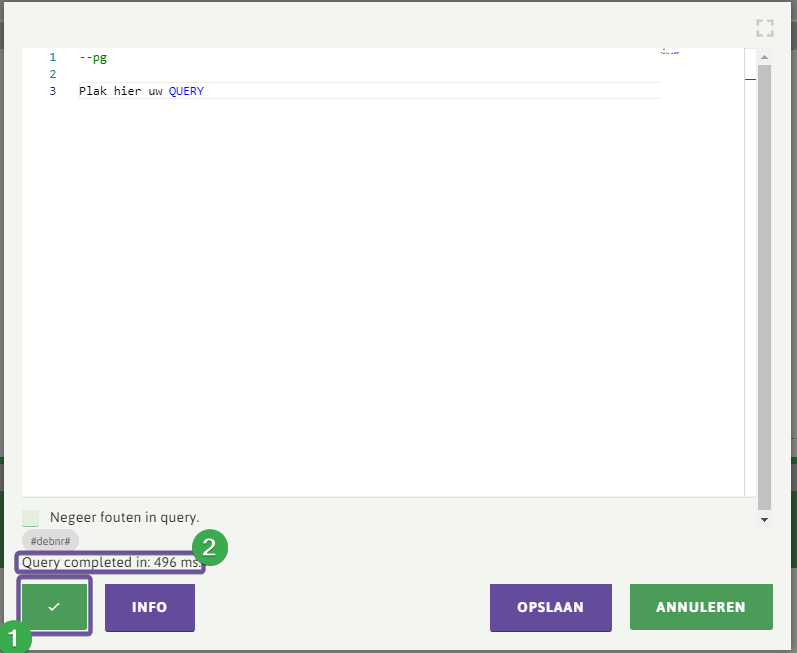 1 --pg
2
3 Plak hier uw QUERY
Negeer fouten in query.
#debnr#
Query completed in: 496 ms.
2
INFO
OPSLAAN
ANNULEREN
1